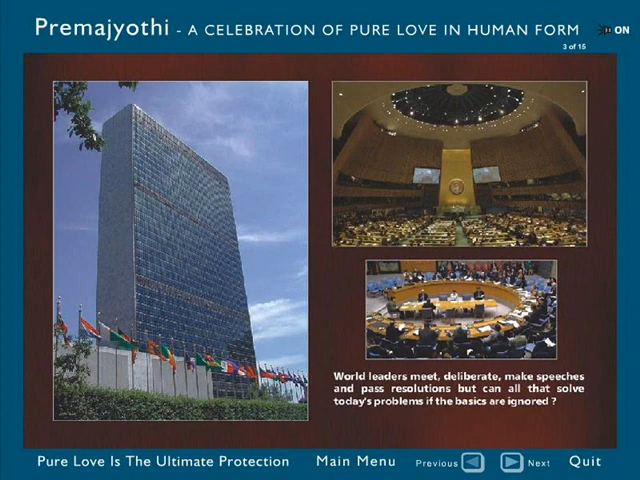 Premajyothi - A CELEBRATION OF PURE LOVE IN HUMAN FORM
ON
3 of 15
World leaders meet, deliberate, make speeches
and pass resolutions but can all that solve
today's problems if the basics are ignored ?
Pure Love Is The Ultimate Protection Main Menu Previous Next Quit